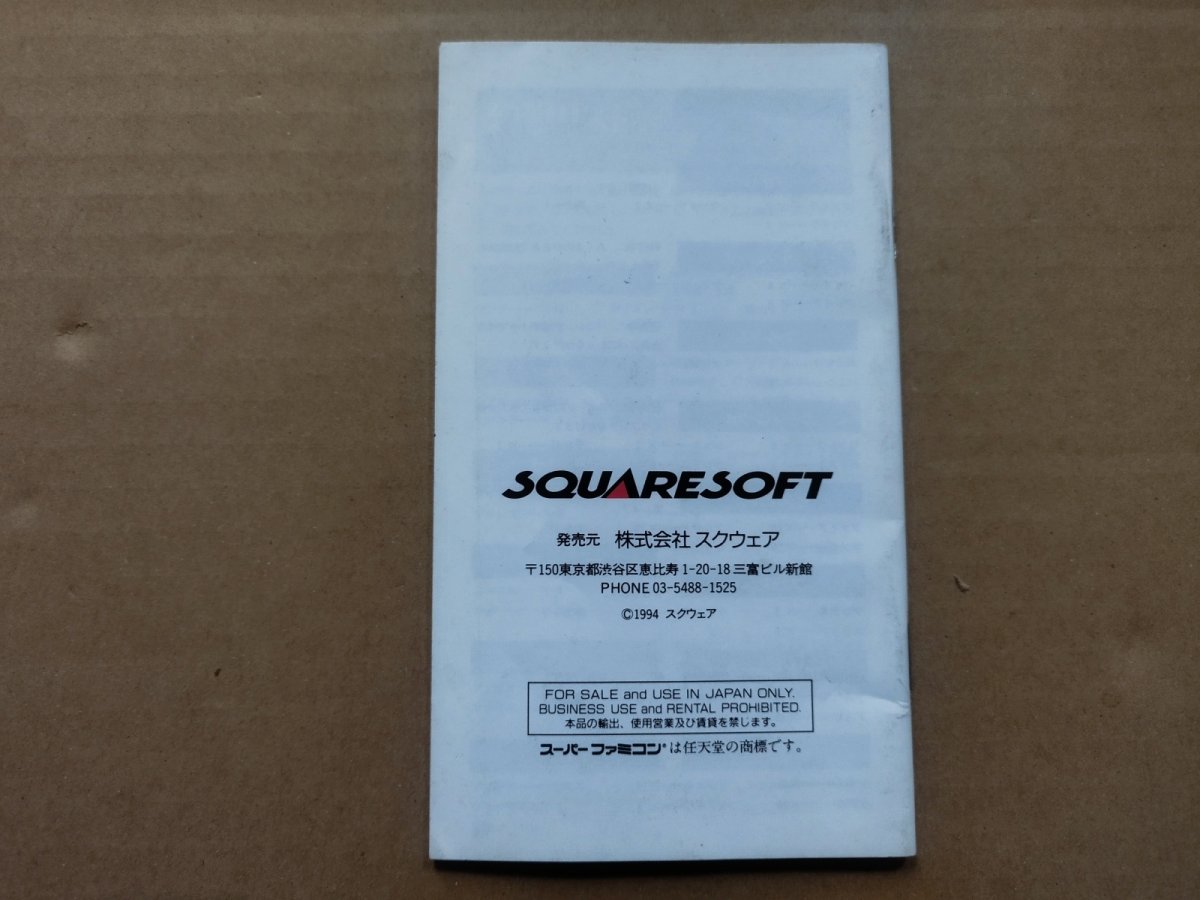 SQUARESOFT
発売元 株式会社 スクウェア
〒150東京都渋谷区恵比寿1-20-18三富ビル新館
PHONE 03-5488-1525
©1994 スクウェア
FOR SALE and USE IN JAPAN ONLY.
BUSINESS USE and RENTAL PROHIBITED.
本品の輸出、使用営業及び賃貸を禁じます。
スーパーファミコン®は任天堂の商標です。